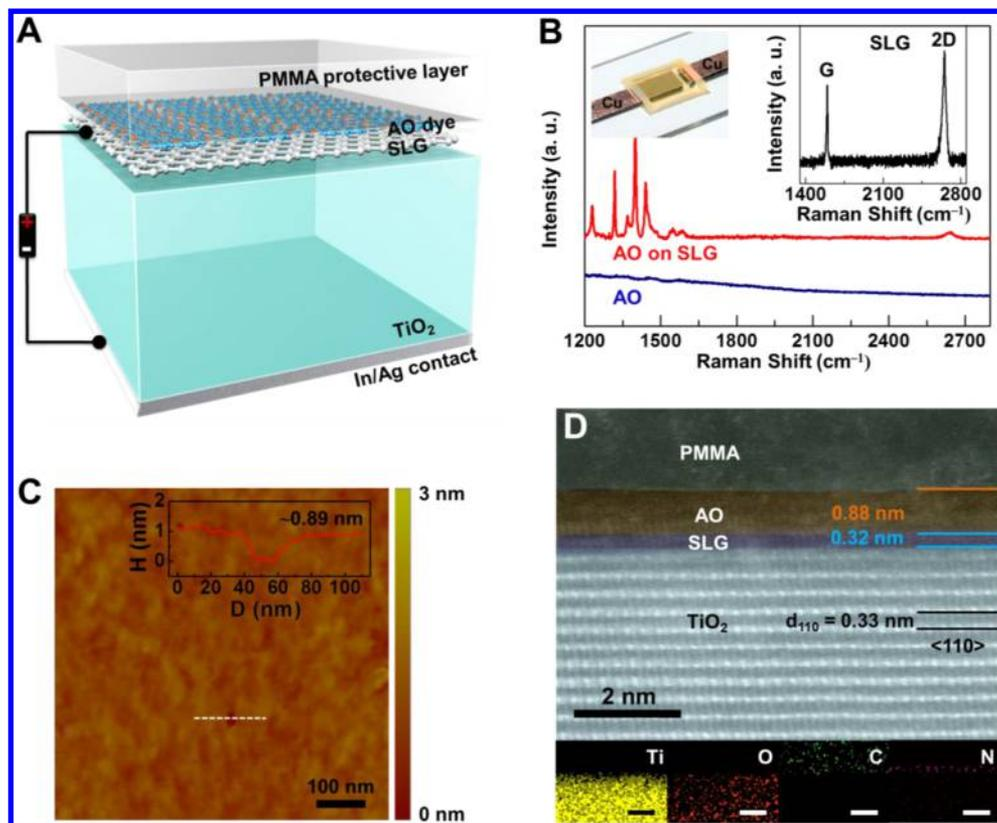 A
PMMA protective layer
AO dye
SLG
+
-
TiO₂
In/Ag contact
B
Cu
Cu
SLG
2D
G
Intensity (a. u.)
1400 2100 2800
Raman Shift (cm⁻¹)
Intensity (a. u.)
AO on SLG
AO
1200 1500 1800 2100 2400 2700
Raman Shift (cm⁻¹)
C
2
1
0
H (nm)
~0.89 nm
0 20 40 60 80 100
D (nm)
3 nm
0 nm
100 nm
D
PMMA
AO
0.88 nm
SLG
0.32 nm
TiO₂
d₁₁₀ = 0.33 nm
<110>
2 nm
Ti
O
C
N